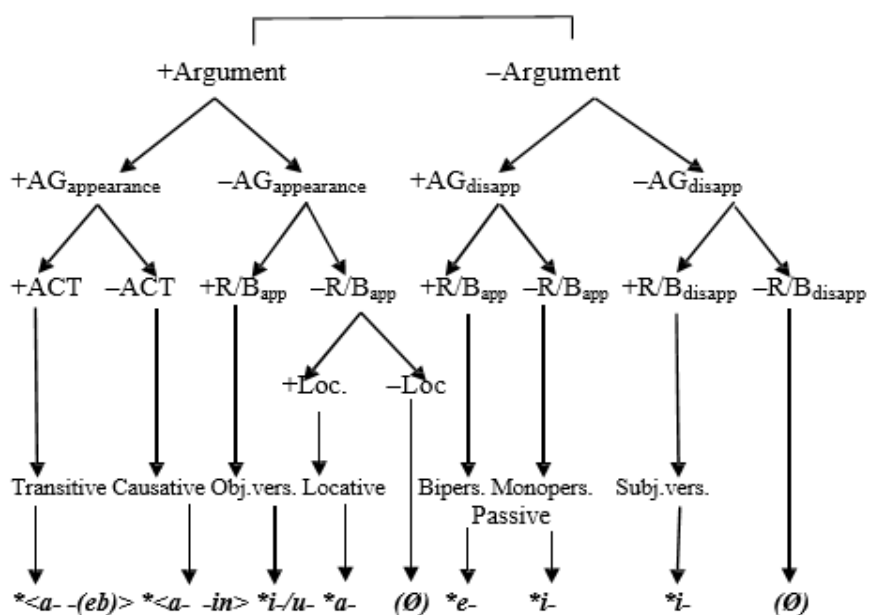 +Argument –Argument
+AGappearance –AGappearance +AGdisapp –AGdisapp
+ACT –ACT +R/Bapp –R/Bapp +R/Bapp –R/Bapp +R/Bdisapp –R/Bdisapp
+Loc. –Loc
Transitive Causative Obj.vers. Locative Bipers. Monopers. Subj.vers.
Passive
*<a- -(eb)> *<a- -in> *i-/u- *a- (Ø) *e- *i- *i- (Ø)